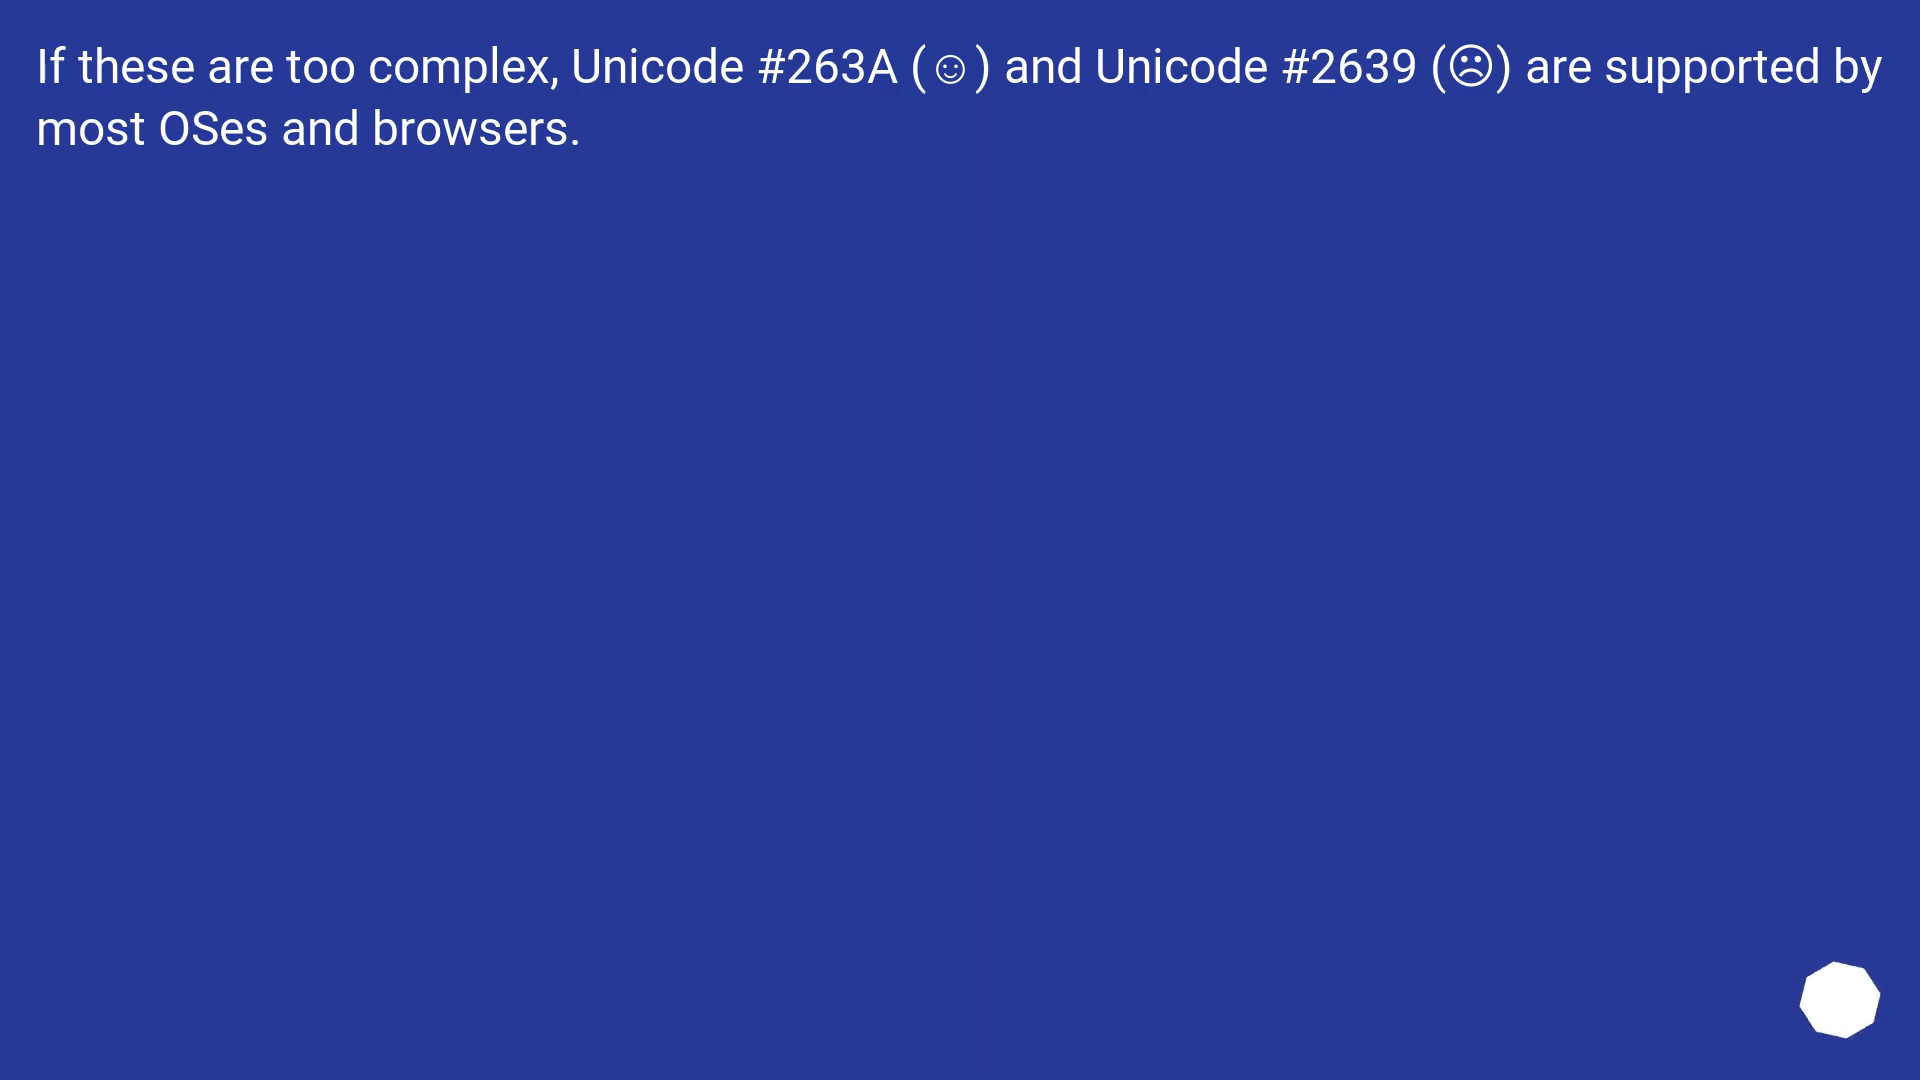 If these are too complex, Unicode #263A (☺) and Unicode #2639 (☹) are supported by
most OSes and browsers.